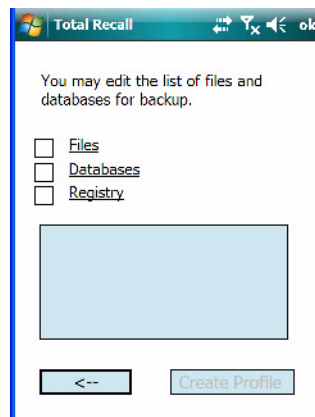 Total Recall ok
You may edit the list of files and
databases for backup.
Files
Databases
Registry
<-- Create Profile